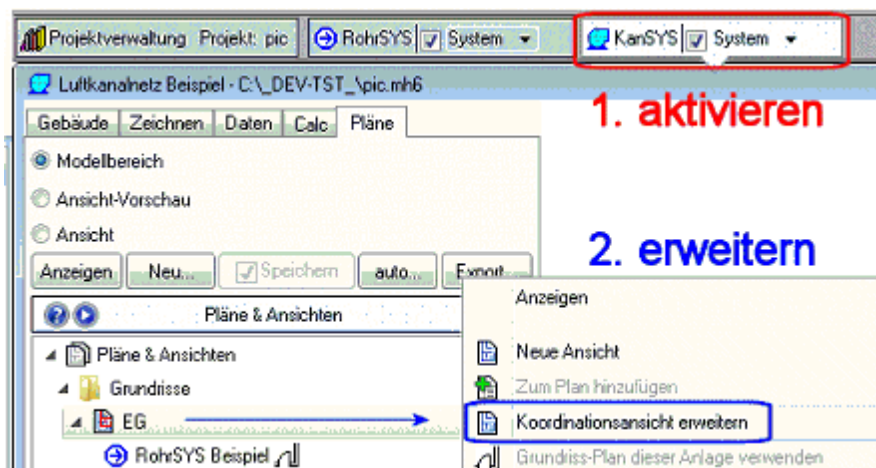 Projektverwaltung Projekt: pic RohrSYS System KanSYS System
Luftkanalnetz Beispiel - C:\_DEV-TST_\pic.mh6
1. aktivieren
Gebäude Zeichnen Daten Calc Pläne
Modellbereich
Ansicht-Vorschau
Ansicht
2. erweitern
Anzeigen Neu... Speichern auto... Export...
Anzeigen
Pläne & Ansichten
Neue Ansicht
Pläne & Ansichten
Zum Plan hinzufügen
Grundrisse
Koordinationsansicht erweitern
EG
Grundriss-Plan dieser Anlage verwenden
RohrSYS Beispiel